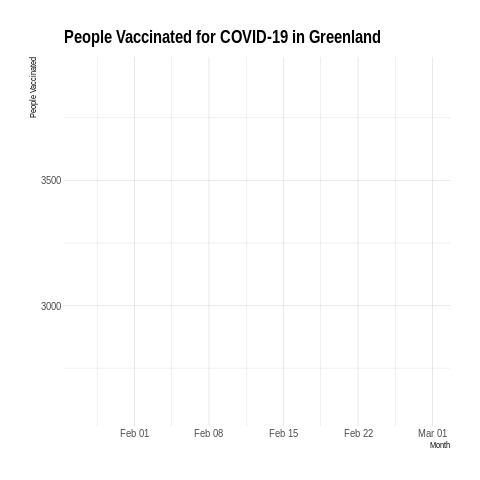 People Vaccinated for COVID-19 in Greenland
People Vaccinated
3500
3000
Feb 01 Feb 08 Feb 15 Feb 22 Mar 01
Month